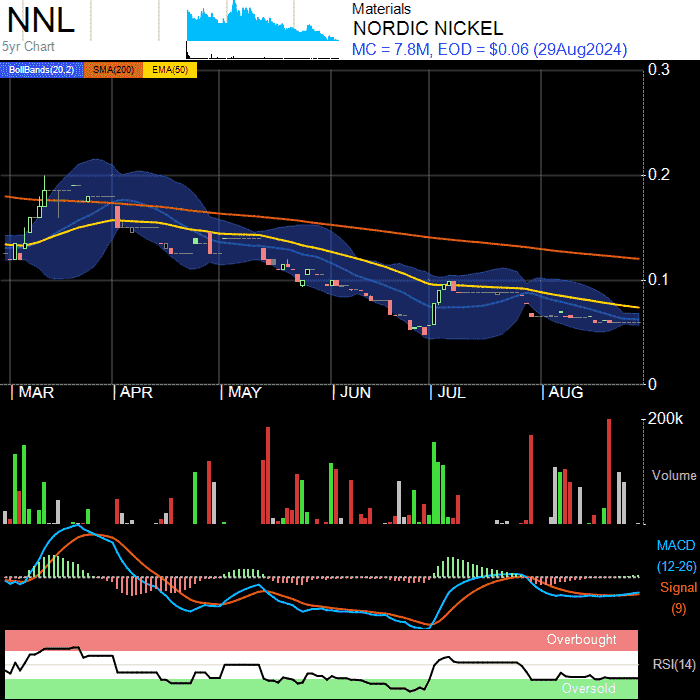 NNL
5yr Chart
Materials
NORDIC NICKEL
MC = 7.8M, EOD = $0.06 (29Aug2024)
BollBands(20,2) SMA(200) EMA(50)
0.3
0.2
0.1
0
MAR APR MAY JUN JUL AUG
200k
Volume
MACD
(12-26)
Signal
(9)
Overbought
RSI(14)
Oversold